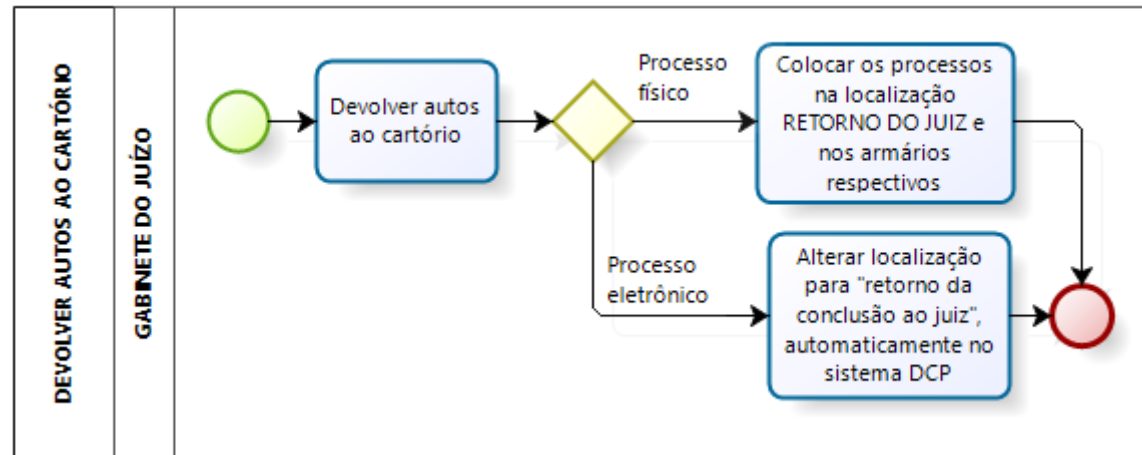 DEVOLVER AUTOS AO CARTÓRIO
GABINETE DO JUÍZO
Devolver autos
ao cartório
Processo
físico
Colocar os processos
na localização
RETORNO DO JUIZ e
nos armários
respectivos
Processo
eletrônico
Alterar localização
para "retorno da
conclusão ao juiz",
automaticamente no
sistema DCP